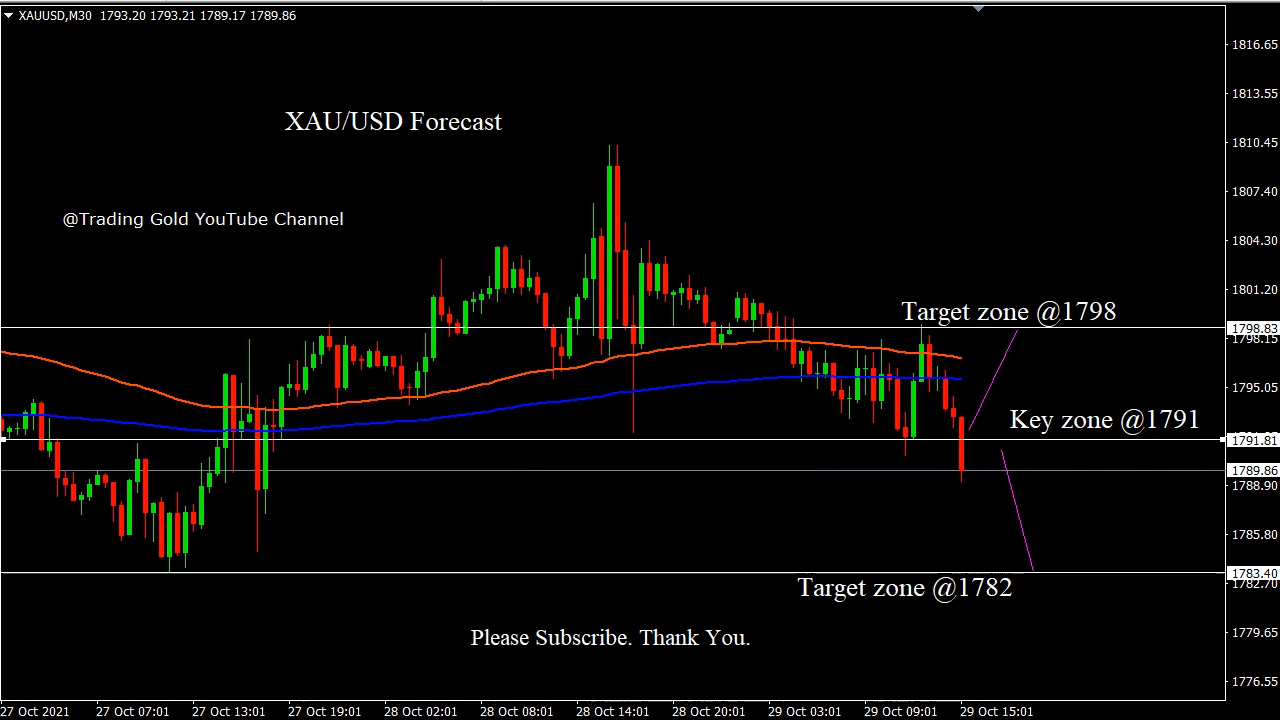 XAUUSD,M30 1793.20 1793.21 1789.17 1789.86
1816.65
1813.55
XAU/USD Forecast
1810.45
1807.40
@Trading Gold YouTube Channel
1804.30
1801.20
Target zone @1798
1798.83
1798.15
1795.05
Key zone @1791
1791.81
1789.86
1788.90
1785.80
1783.40
1782.70
Target zone @1782
Please Subscribe. Thank You.
1779.65
1776.55
27 Oct 2021 27 Oct 07:01 27 Oct 13:01 27 Oct 19:01 28 Oct 02:01 28 Oct 08:01 28 Oct 14:01 28 Oct 20:01 29 Oct 03:01 29 Oct 09:01 29 Oct 15:01